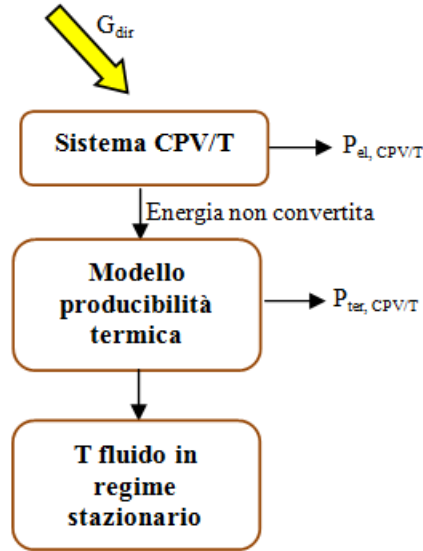 G_dir
Sistema CPV/T
P_el, CPV/T
Energia non convertita
Modello
producibilità
termica
P_ter, CPV/T
T fluido in
regime
stazionario